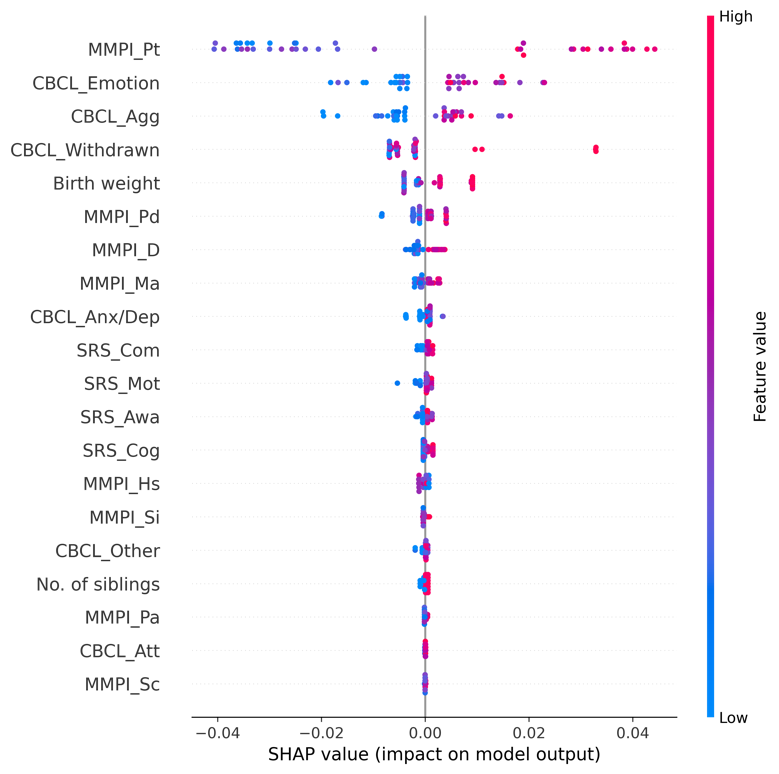 High
MMPI_Pt
CBCL_Emotion
CBCL_Agg
CBCL_Withdrawn
Birth weight
MMPI_Pd
MMPI_D
MMPI_Ma
CBCL_Anx/Dep
SRS_Com
SRS_Mot
SRS_Awa
SRS_Cog
MMPI_Hs
MMPI_Si
CBCL_Other
No. of siblings
MMPI_Pa
CBCL_Att
MMPI_Sc
Feature value
Low
−0.04 −0.02 0.00 0.02 0.04
SHAP value (impact on model output)